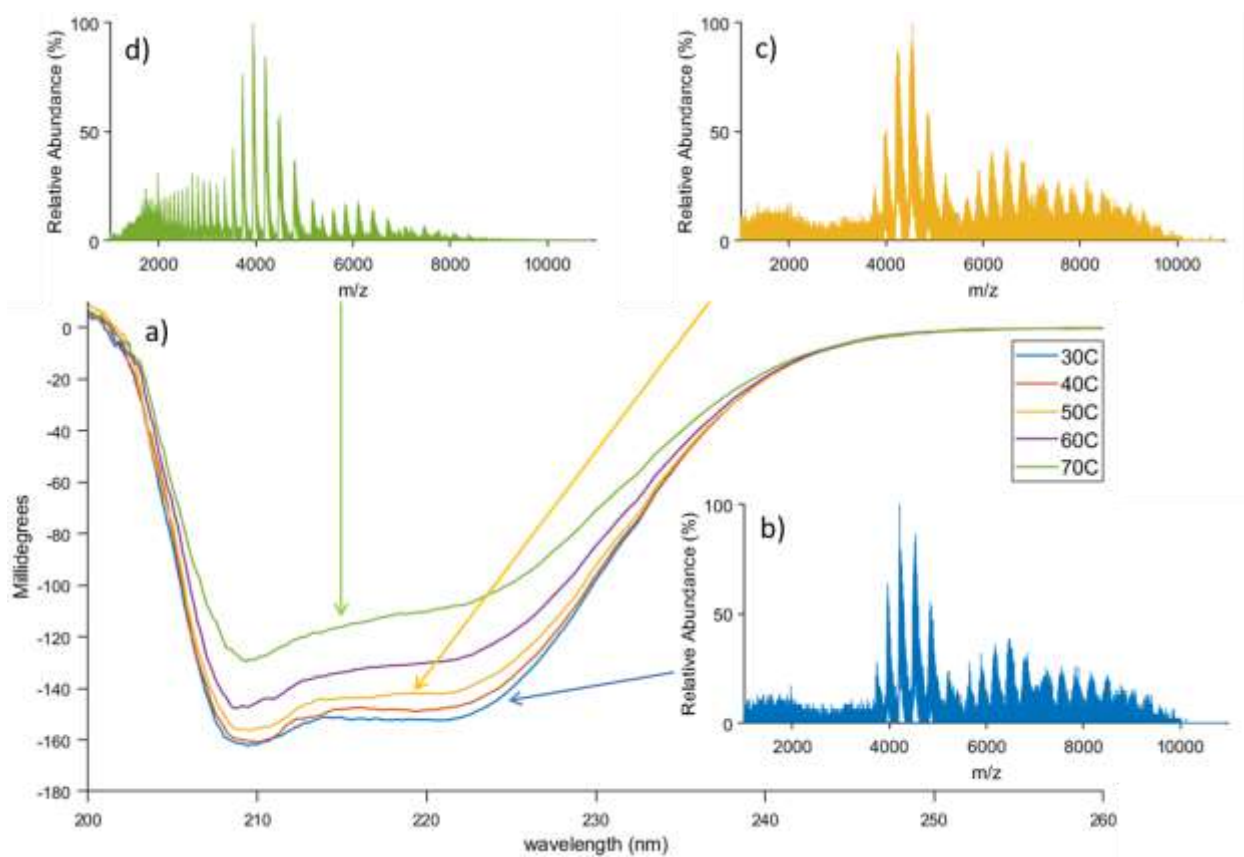 d)
Relative Abundance (%)
100
50
0
2000 4000 6000 8000 10000
m/z
c)
Relative Abundance (%)
100
50
0
2000 4000 6000 8000 10000
m/z
a)
Millidegrees
0
-20
-40
-60
-80
-100
-120
-140
-160
-180
200 210 220 230 240 250 260
wavelength (nm)
30C
40C
50C
60C
70C
b)
Relative Abundance (%)
100
50
0
2000 4000 6000 8000 10000
m/z